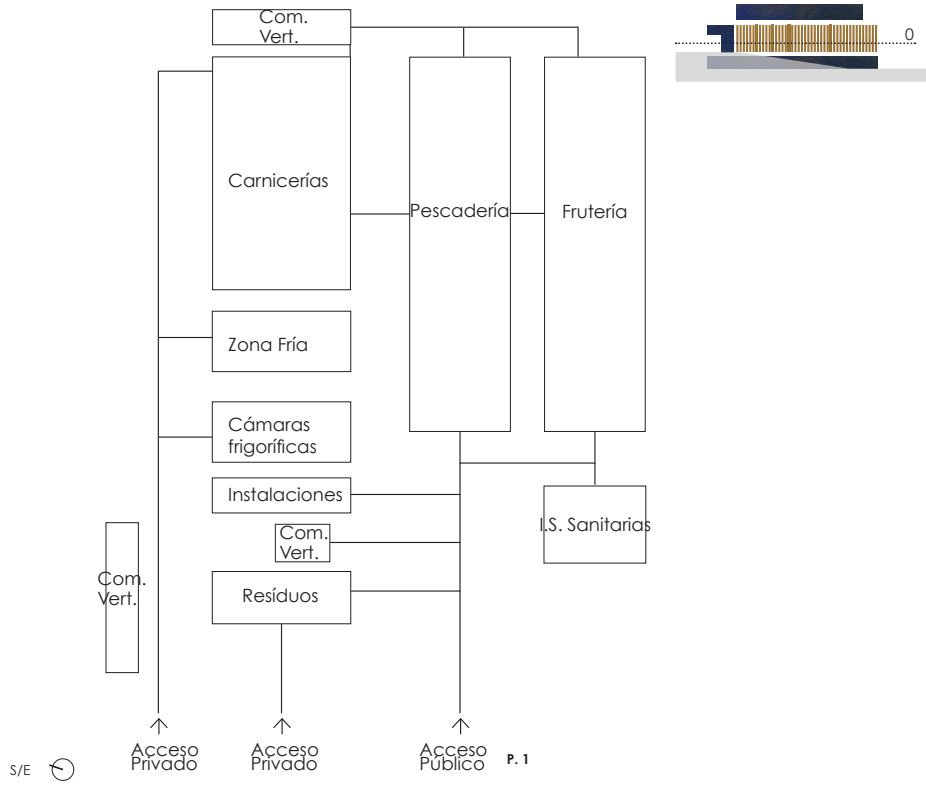 Com.
Vert.
0
Carnicerías
Pescadería
Frutería
Zona Fría
Cámaras
frigoríficas
Instalaciones
I.S. Sanitarias
Com.
Vert.
Com.
Vert.
Resíduos
Acceso
Privado
Acceso
Privado
Acceso
Público
P. 1
S/E